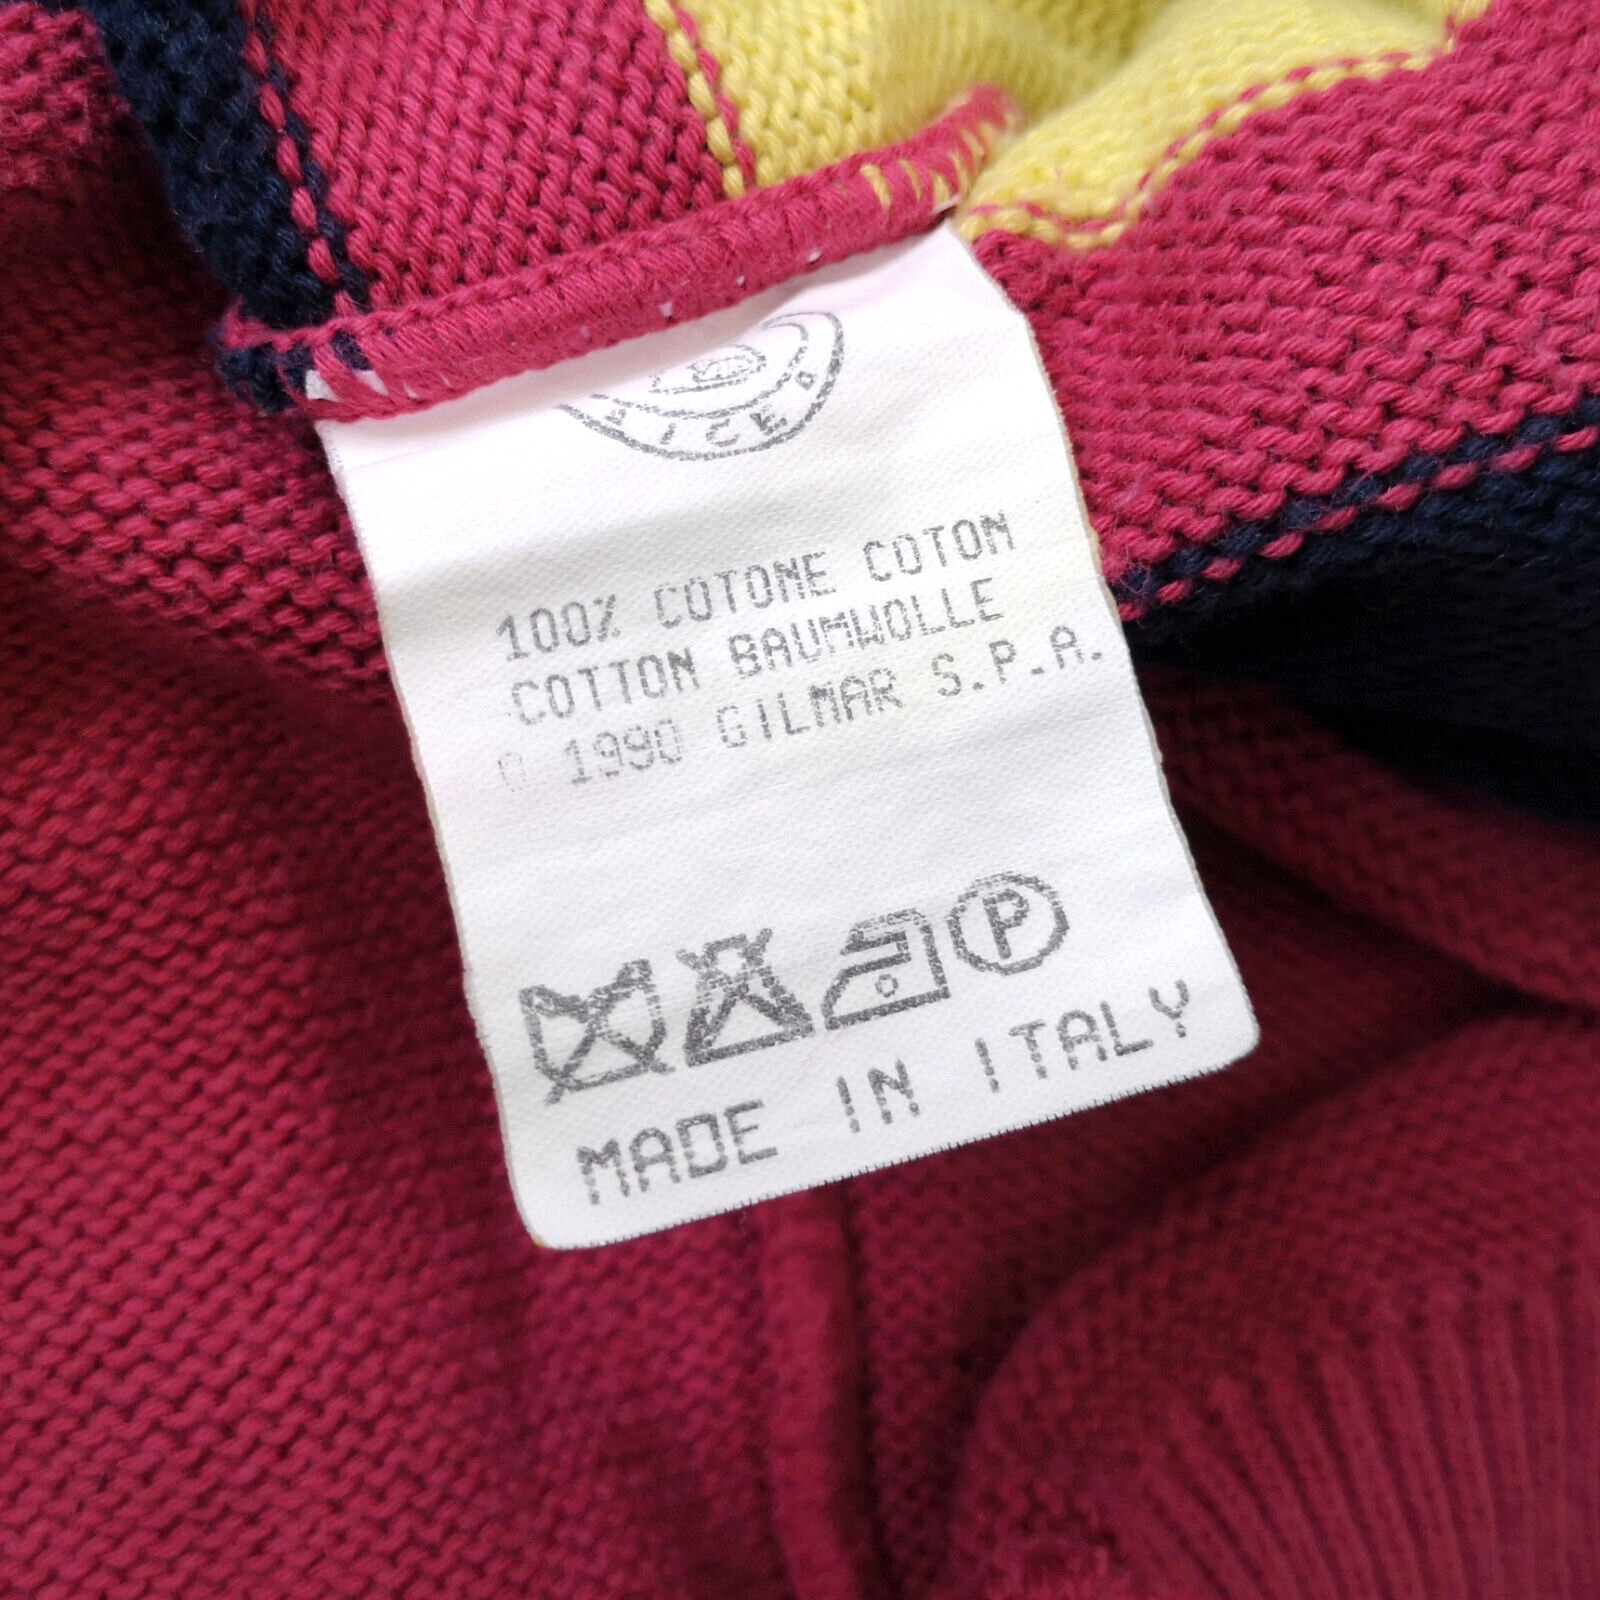 100% COTONE COTON
COTTON BAUMWOLLE
© 1990 GILMAR S.P.A.
P
MADE IN ITALY